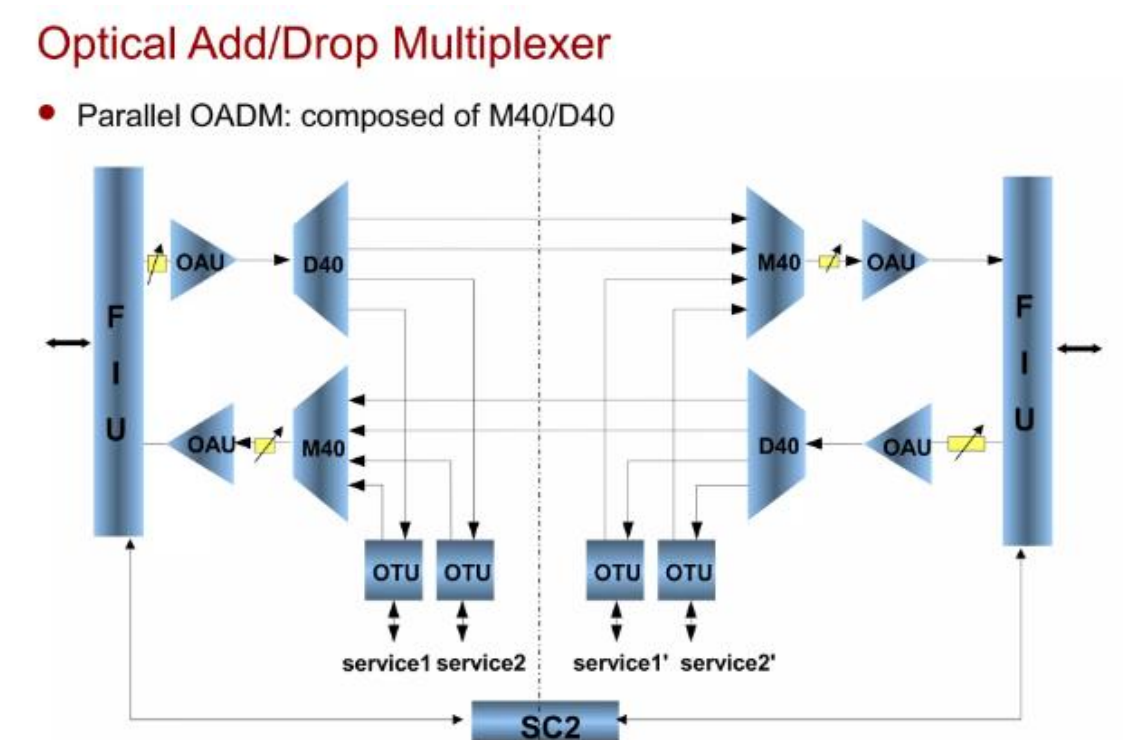 Optical Add/Drop Multiplexer
• Parallel OADM: composed of M40/D40
F
I
U
OAU
D40
M40
OAU
F
I
U
OAU
M40
D40
OAU
OTU OTU OTU OTU
service1 service2 service1' service2'
SC2